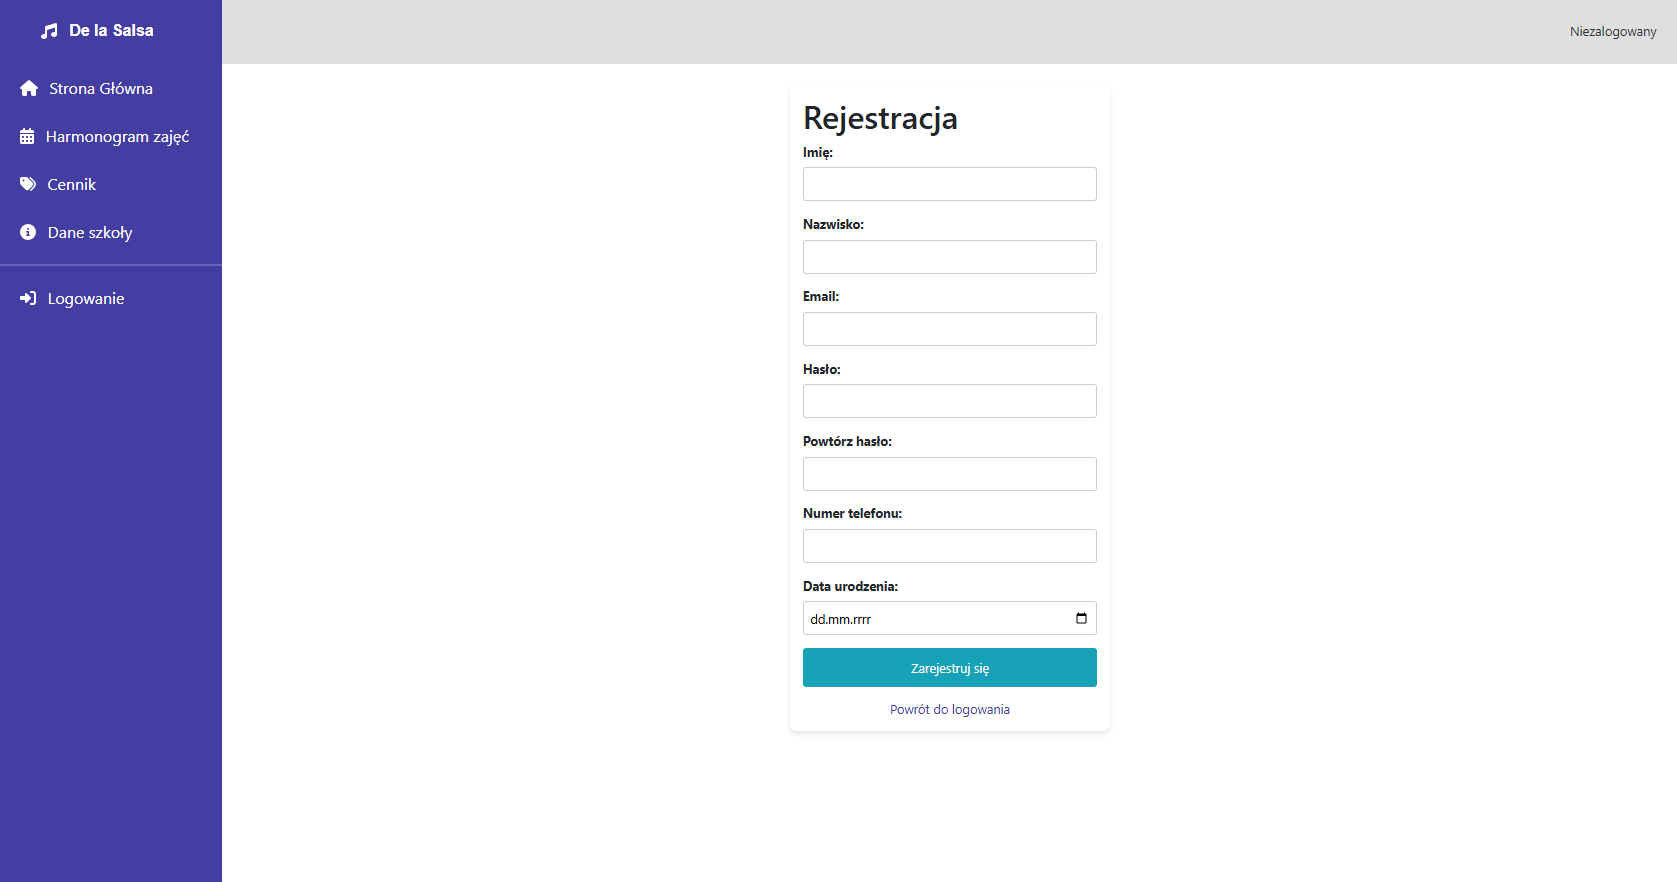 De la Salsa
Strona Główna
Harmonogram zajęć
Cennik
Dane szkoły
Logowanie
Niezalogowany
Rejestracja
Imię:
Nazwisko:
Email:
Hasło:
Powtórz hasło:
Numer telefonu:
Data urodzenia:
dd.mm.rrrr
Zarejestruj się
Powrót do logowania